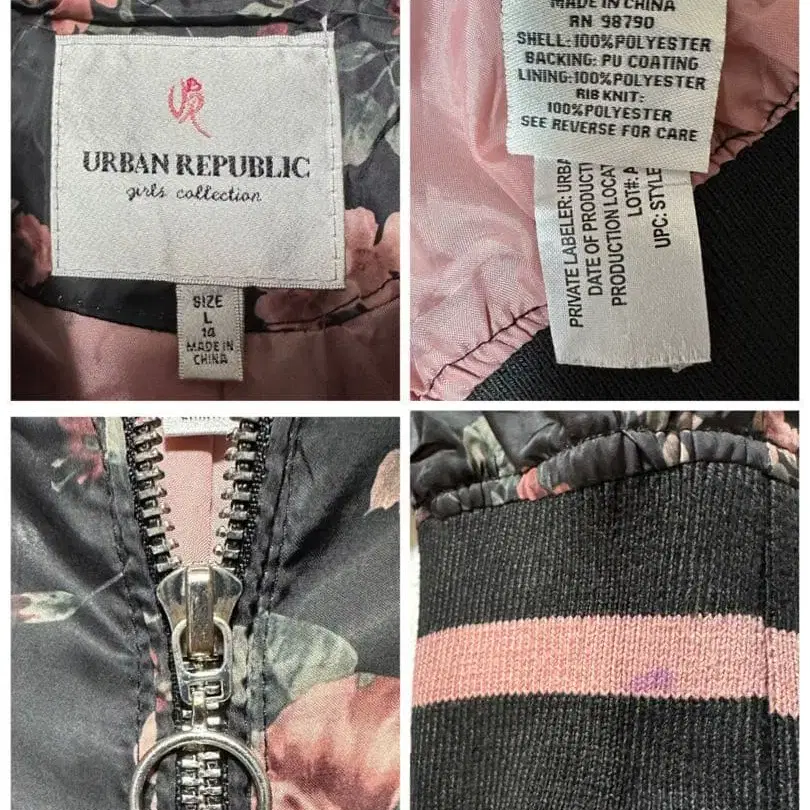 URBAN REPUBLIC
girls collection
SIZE
L
14
MADE IN
CHINA
MADE IN CHINA
RN 98790
SHELL:100%POLYESTER
BACKING: PU COATING
LINING:100%POLYESTER
RIB KNIT:
100%POLYESTER
SEE REVERSE FOR CARE
PRIVATE LABELER: URBA
DATE OF PRODUCT
PRODUCTION LOCAT
LOT#: A
UPC: STYLE